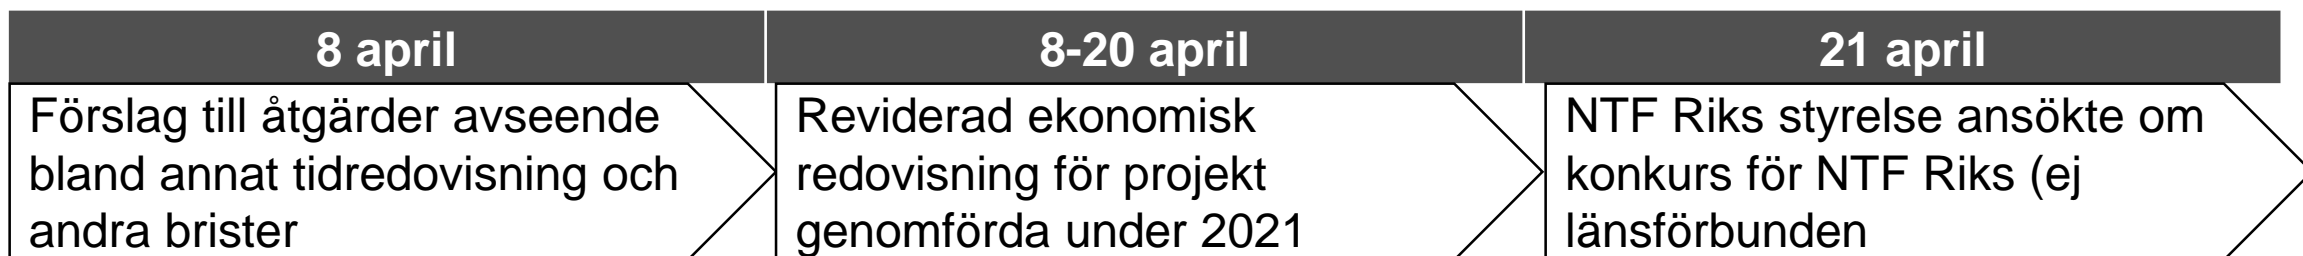 8 april
8-20 april
21 april
Förslag till åtgärder avseende
bland annat tidredovisning och
andra brister
Reviderad ekonomisk
redovisning för projekt
genomförda under 2021
NTF Riks styrelse ansökte om
konkurs för NTF Riks (ej
länsförbunden